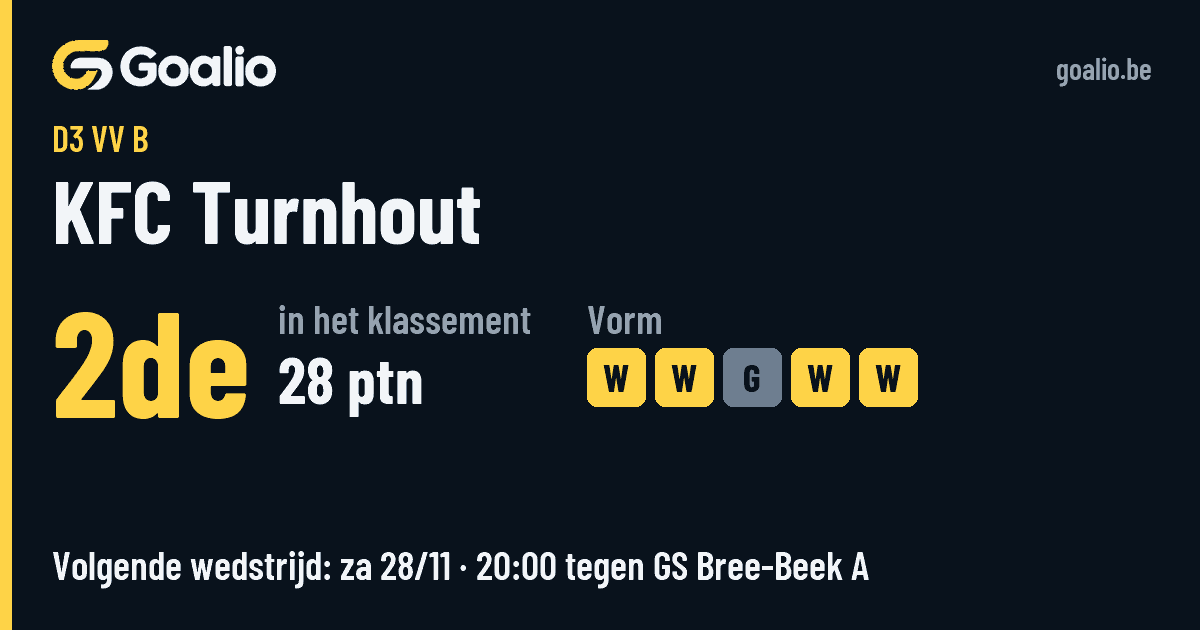 Goalio
goalio.be
D3 VV B
KFC Turnhout
2de
in het klassement
28 ptn
Vorm
W W G W W
Volgende wedstrijd: za 28/11 · 20:00 tegen GS Bree-Beek A